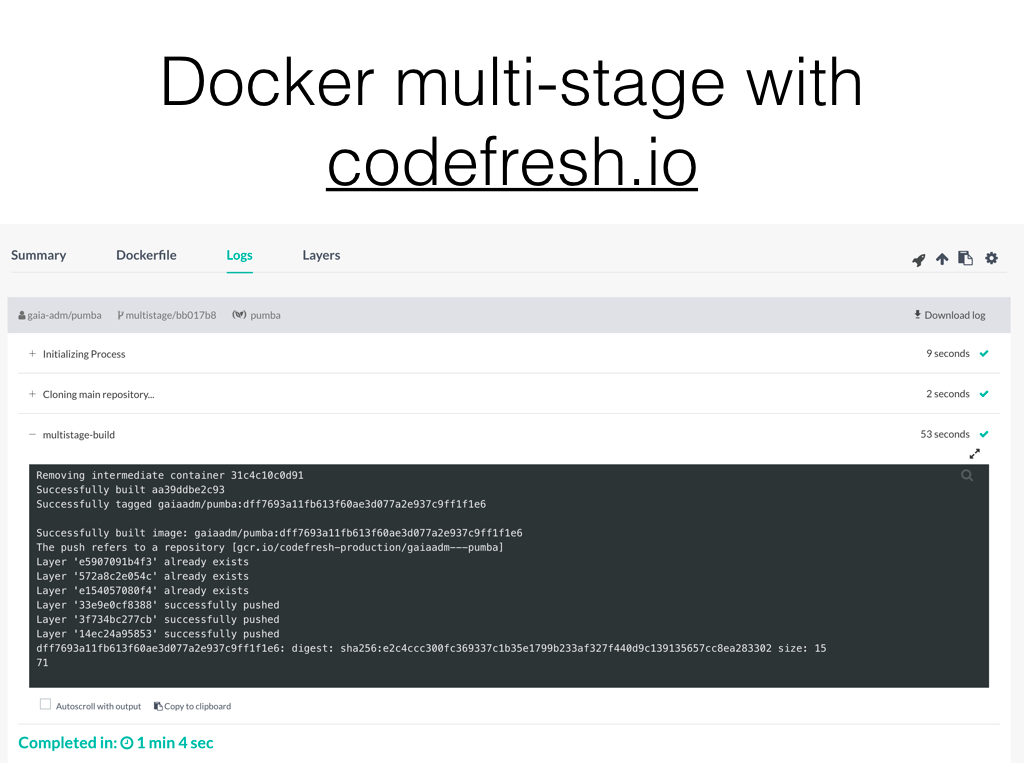 Docker multi-stage with
codefresh.io
Summary Dockerfile Logs Layers
gaia-adm/pumba multistage/bb017b8 pumba Download log
+ Initializing Process 9 seconds
+ Cloning main repository... 2 seconds
− multistage-build 53 seconds
Removing intermediate container 31c4c10c0d91
Successfully built aa39ddbe2c93
Successfully tagged gaiaadm/pumba:dff7693a11fb613f60ae3d077a2e937c9ff1f1e6
Successfully built image: gaiaadm/pumba:dff7693a11fb613f60ae3d077a2e937c9ff1f1e6
The push refers to a repository [gcr.io/codefresh-production/gaiaadm---pumba]
Layer 'e5907091b4f3' already exists
Layer '572a8c2e054c' already exists
Layer 'e154057080f4' already exists
Layer '33e9e0cf8388' successfully pushed
Layer '3f734bc277cb' successfully pushed
Layer '14ec24a95853' successfully pushed
dff7693a11fb613f60ae3d077a2e937c9ff1f1e6: digest: sha256:e2c4ccc300fc369337c1b35e1799b233af327f440d9c139135657cc8ea283302 size: 15
71
Autoscroll with output Copy to clipboard
Completed in: 1 min 4 sec